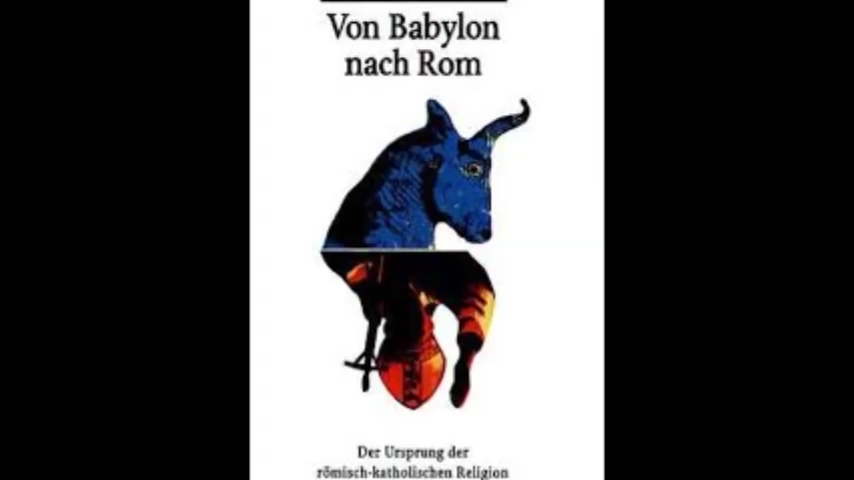 Von Babylon
nach Rom
Der Ursprung der
römisch-katholischen Religion